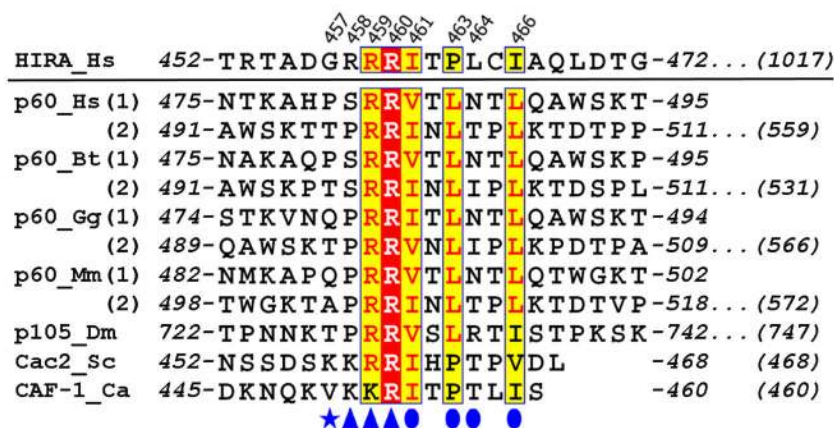 457 458 459 460 461 463 464 466
HIRA_Hs 452-TRTADGRRRITPLCIAQLDTG-472...(1017)
p60_Hs(1) 475-NTKAHPSRRVTLNTLQAWSKT-495
(2) 491-AWSKTTPRRINLTPLKTDTPP-511...(559)
p60_Bt(1) 475-NAKAQPSRRVTLNTLQAWSKP-495
(2) 491-AWSKPTSRRINLIPLKTDSPL-511...(531)
p60_Gg(1) 474-STKVNQPRRITLNTLQAWSKT-494
(2) 489-QAWSKTPRRVNLIPLKPDTPA-509...(566)
p60_Mm(1) 482-NMKAPQPRRVTLNTLQTWGKT-502
(2) 498-TWGKTAPRRINLTPLKTDTVP-518...(572)
p105_Dm 722-TPNNKTPRRVSLRTISTPKSK-742...(747)
Cac2_Sc 452-NSSDSKKRRIHPTPVDL -468 (468)
CAF-1_Ca 445-DKNQKVKKRITPTLIS -460 (460)